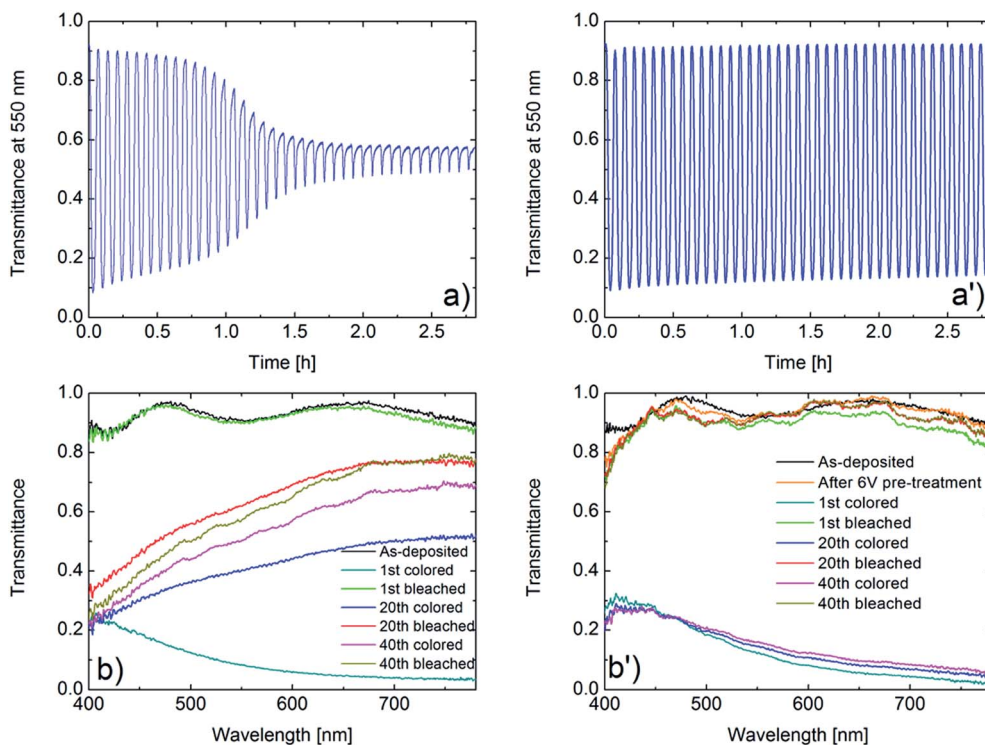 1.0
0.8
0.6
0.4
0.2
0.0
Transmittance at 550 nm
0.0 0.5 1.0 1.5 2.0 2.5
Time [h]
a)
1.0
0.8
0.6
0.4
0.2
0.0
Transmittance at 550 nm
0.0 0.5 1.0 1.5 2.0 2.5
Time [h]
a')
1.0
0.8
0.6
0.4
0.2
0.0
Transmittance
As-deposited
1st colored
1st bleached
20th colored
20th bleached
40th colored
40th bleached
b)
400 500 600 700
Wavelength [nm]
1.0
0.8
0.6
0.4
0.2
0.0
Transmittance
As-deposited
After 6V pre-treatment
1st colored
1st bleached
20th colored
20th bleached
40th colored
40th bleached
b')
400 500 600 700
Wavelength [nm]